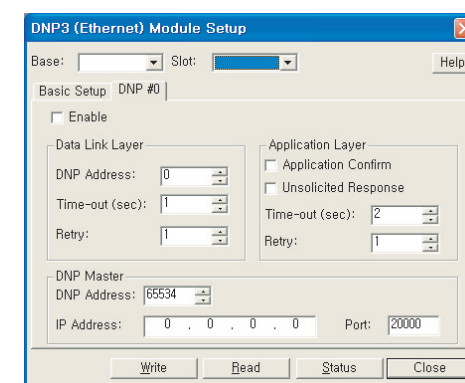 DNP3 (Ethernet) Module Setup
Base: Slot: Help
Basic Setup DNP #0
Enable
Data Link Layer
DNP Address: 0
Time-out (sec): 1
Retry: 1
Application Layer
Application Confirm
Unsolicited Response
Time-out (sec): 2
Retry: 1
DNP Master
DNP Address: 65534
IP Address: 0 . 0 . 0 . 0 Port: 20000
Write Read Status Close